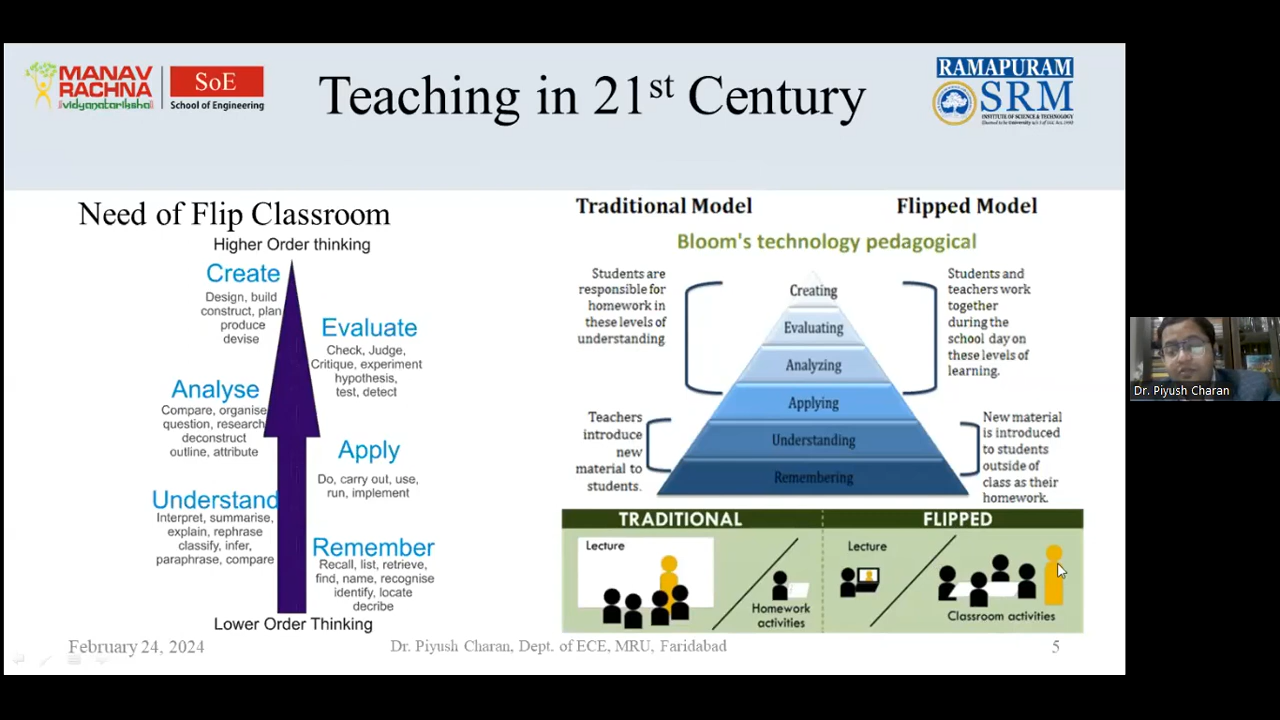 MANAV
RACHNA
vidyanatariksha
SoE
School of Engineering
Teaching in 21st Century
RAMAPURAM
SRM
INSTITUTE OF SCIENCE & TECHNOLOGY
Need of Flip Classroom
Higher Order thinking
Create
Design, build
construct, plan
produce
devise
Evaluate
Check, Judge,
Critique, experiment
hypothesis,
test, detect
Analyse
Compare, organise
question, research
deconstruct
outline, attribute
Apply
Do, carry out, use,
run, implement
Understand
Interpret, summarise,
explain, rephrase
classify, infer,
paraphrase, compare
Remember
Recall, list, retrieve,
find, name, recognise
identify, locate
decribe
Lower Order Thinking
Traditional Model
Flipped Model
Bloom's technology pedagogical
Students are
responsible for
homework in
these levels of
understanding
Teachers
introduce
new
material to
students.
Creating
Evaluating
Analyzing
Applying
Understanding
Remembering
Students and
teachers work
together
during the
school day on
these levels of
learning.
New material
is introduced
to students
outside of
class as their
homework.
TRADITIONAL
FLIPPED
Lecture
Homework
activities
Lecture
Classroom activities
February 24, 2024
Dr. Piyush Charan, Dept. of ECE, MRU, Faridabad
5
Dr. Piyush Charan